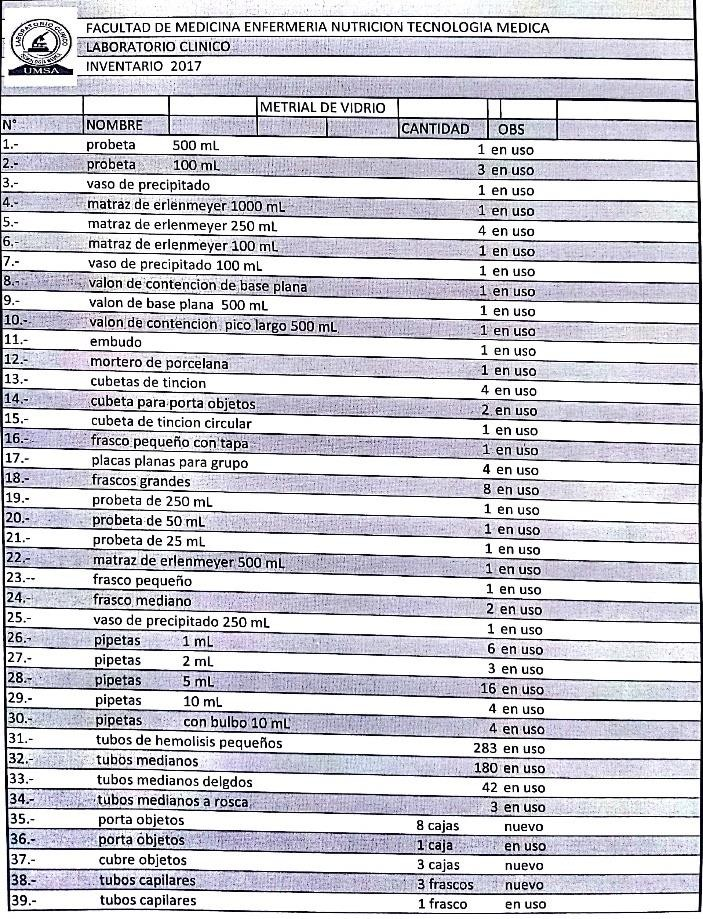 LABORATORIO CLINICO
TECNOLOGIA MEDICA
UMSA
FACULTAD DE MEDICINA ENFERMERIA NUTRICION TECNOLOGIA MEDICA
LABORATORIO CLINICO
INVENTARIO 2017
METRIAL DE VIDRIO
N° NOMBRE CANTIDAD OBS
1.- probeta 500 mL 1 en uso
2.- probeta 100 mL 3 en uso
3.- vaso de precipitado 1 en uso
4.- matraz de erlenmeyer 1000 mL 1 en uso
5.- matraz de erlenmeyer 250 mL 4 en uso
6.- matraz de erlenmeyer 100 mL 1 en uso
7.- vaso de precipitado 100 mL 1 en uso
8.- valon de contencion de base plana 1 en uso
9.- valon de base plana 500 mL 1 en uso
10.- valon de contencion pico largo 500 mL 1 en uso
11.- embudo 1 en uso
12.- mortero de porcelana 1 en uso
13.- cubetas de tincion 4 en uso
14.- cubeta para porta objetos 2 en uso
15.- cubeta de tincion circular 1 en uso
16.- frasco pequeño con tapa 1 en uso
17.- placas planas para grupo 4 en uso
18.- frascos grandes 8 en uso
19.- probeta de 250 mL 1 en uso
20.- probeta de 50 mL 1 en uso
21.- probeta de 25 mL 1 en uso
22.- matraz de erlenmeyer 500 mL 1 en uso
23.-- frasco pequeño 1 en uso
24.- frasco mediano 2 en uso
25.- vaso de precipitado 250 mL 1 en uso
26.- pipetas 1 mL 6 en uso
27.- pipetas 2 mL 3 en uso
28.- pipetas 5 mL 16 en uso
29.- pipetas 10 mL 4 en uso
30.- pipetas con bulbo 10 mL 4 en uso
31.- tubos de hemolisis pequeños 283 en uso
32.- tubos medianos 180 en uso
33.- tubos medianos delgdos 42 en uso
34.- tubos medianos a rosca 3 en uso
35.- porta objetos 8 cajas nuevo
36.- porta objetos 1 caja en uso
37.- cubre objetos 3 cajas nuevo
38.- tubos capilares 3 frascos nuevo
39.- tubos capilares 1 frasco en uso